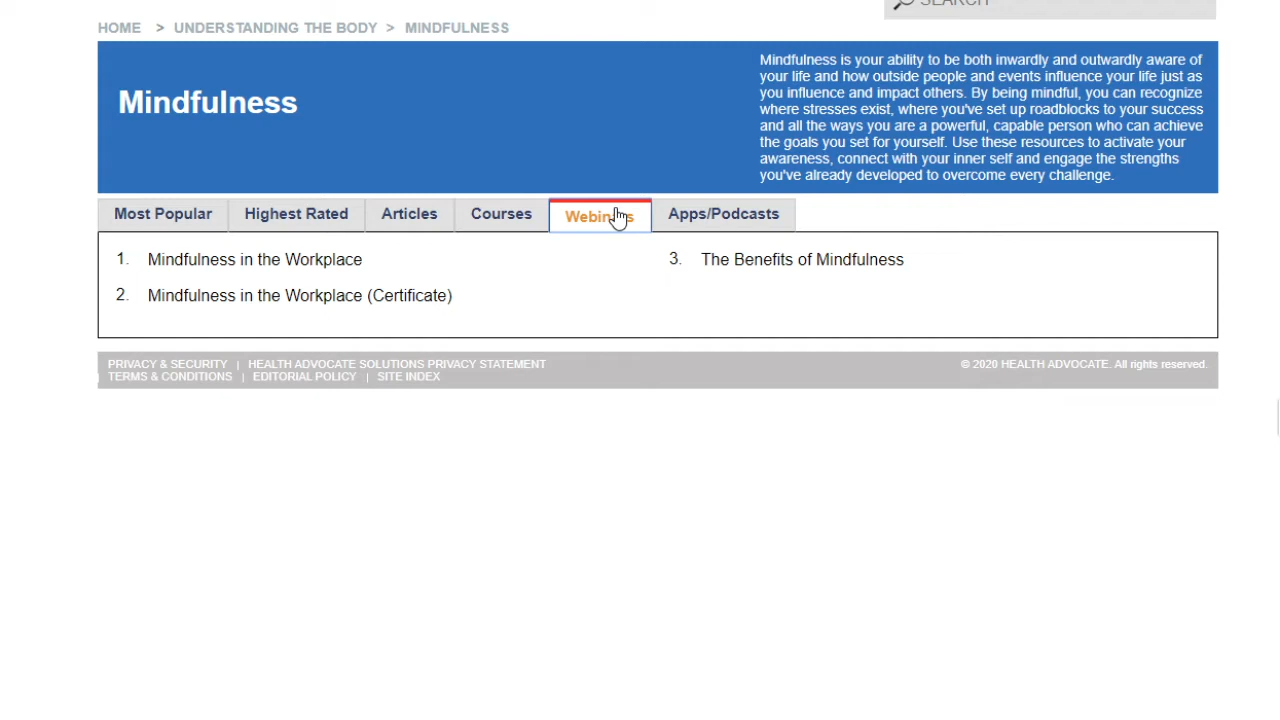 SEARCH
HOME > UNDERSTANDING THE BODY > MINDFULNESS
Mindfulness
Mindfulness is your ability to be both inwardly and outwardly aware of
your life and how outside people and events influence your life just as
you influence and impact others. By being mindful, you can recognize
where stresses exist, where you've set up roadblocks to your success
and all the ways you are a powerful, capable person who can achieve
the goals you set for yourself. Use these resources to activate your
awareness, connect with your inner self and engage the strengths
you've already developed to overcome every challenge.
Most Popular Highest Rated Articles Courses Webinars Apps/Podcasts
1. Mindfulness in the Workplace
2. Mindfulness in the Workplace (Certificate)
3. The Benefits of Mindfulness
PRIVACY & SECURITY | HEALTH ADVOCATE SOLUTIONS PRIVACY STATEMENT
TERMS & CONDITIONS | EDITORIAL POLICY | SITE INDEX
© 2020 HEALTH ADVOCATE. All rights reserved.